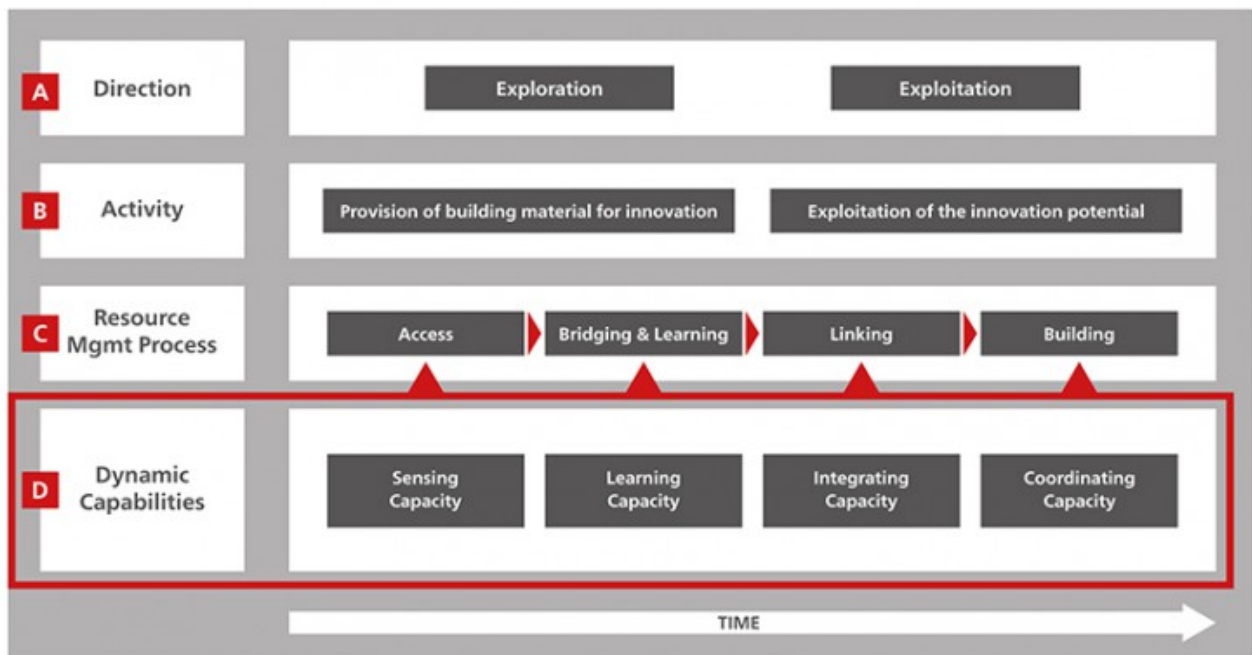 A
Direction
Exploration
Exploitation
B
Activity
Provision of building material for innovation
Exploitation of the innovation potential
C
Resource
Mgmt Process
Access
Bridging & Learning
Linking
Building
D
Dynamic
Capabilities
Sensing
Capacity
Learning
Capacity
Integrating
Capacity
Coordinating
Capacity
TIME